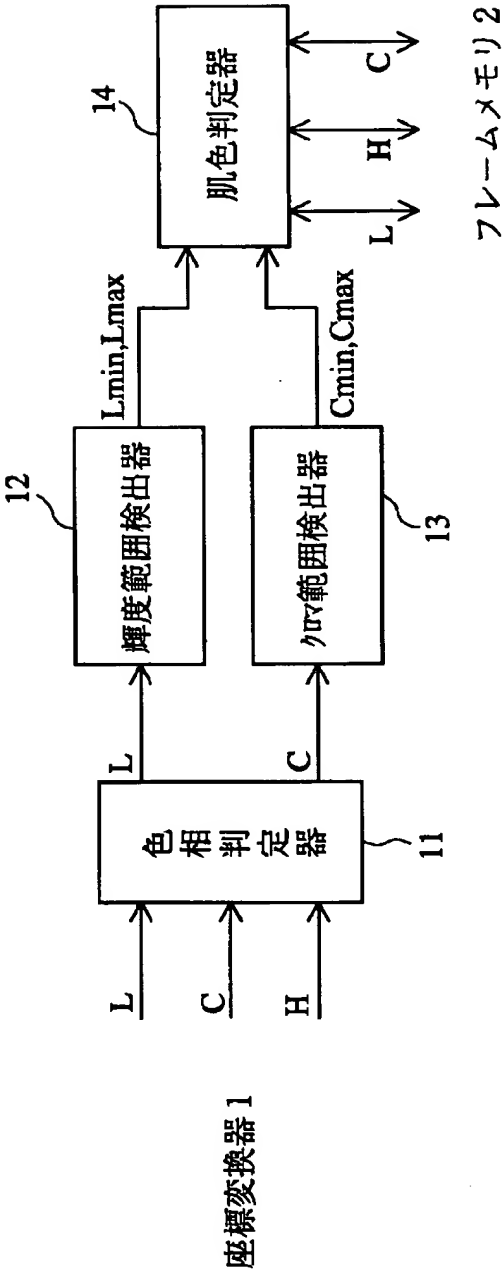 座標変換器 1
L
C
H
色相判定器
11
L
C
12
輝度範囲検出器
ｸﾛﾏ範囲検出器
13
Lmin,Lmax
Cmin,Cmax
14
肌色判定器
L
H
C
フレームメモリ 2